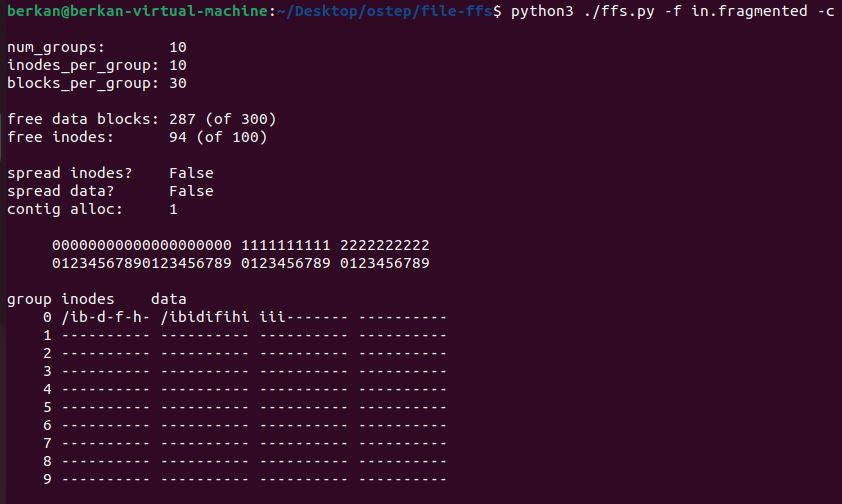 berkan@berkan-virtual-machine:~/Desktop/ostep/file-ffs$ python3 ./ffs.py -f in.fragmented -c
num_groups:       10
inodes_per_group: 10
blocks_per_group: 30
free data blocks: 287 (of 300)
free inodes:      94 (of 100)
spread inodes?    False
spread data?      False
contig alloc:     1
     00000000000000000000 1111111111 2222222222
     01234567890123456789 0123456789 0123456789
group inodes    data
    0 /ib-d-f-h- /ibidifihi iii------- ----------
    1 ---------- ---------- ---------- ----------
    2 ---------- ---------- ---------- ----------
    3 ---------- ---------- ---------- ----------
    4 ---------- ---------- ---------- ----------
    5 ---------- ---------- ---------- ----------
    6 ---------- ---------- ---------- ----------
    7 ---------- ---------- ---------- ----------
    8 ---------- ---------- ---------- ----------
    9 ---------- ---------- ---------- ----------